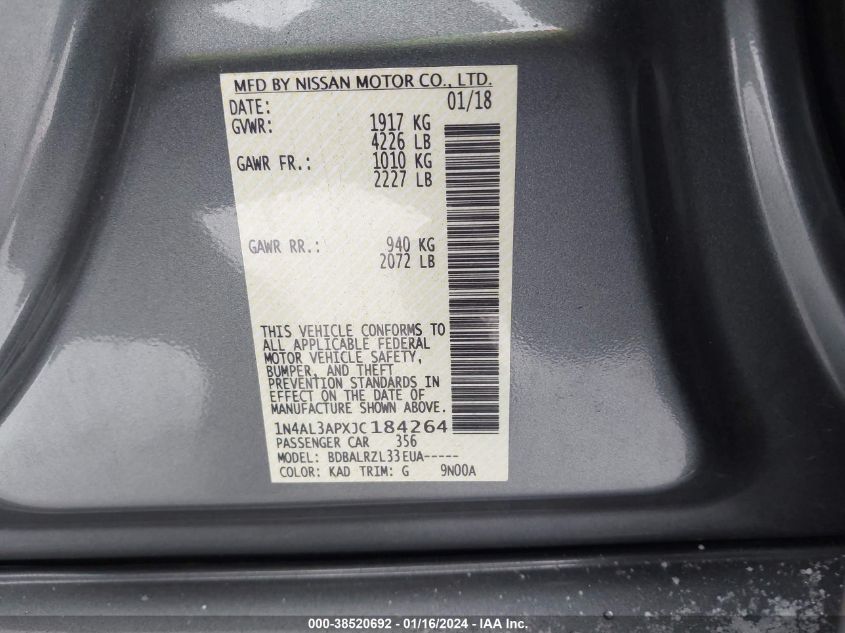 MFD BY NISSAN MOTOR CO., LTD.
DATE: 01/18
GVWR: 1917 KG
4226 LB
GAWR FR.: 1010 KG
2227 LB
GAWR RR.: 940 KG
2072 LB
THIS VEHICLE CONFORMS TO
ALL APPLICABLE FEDERAL
MOTOR VEHICLE SAFETY,
BUMPER, AND THEFT
PREVENTION STANDARDS IN
EFFECT ON THE DATE OF
MANUFACTURE SHOWN ABOVE.
1N4AL3APXJC184264
PASSENGER CAR 356
MODEL: BDBALRZL33EUA-----
COLOR: KAD TRIM: G 9N00A
000-38520692 - 01/16/2024 - IAA Inc.